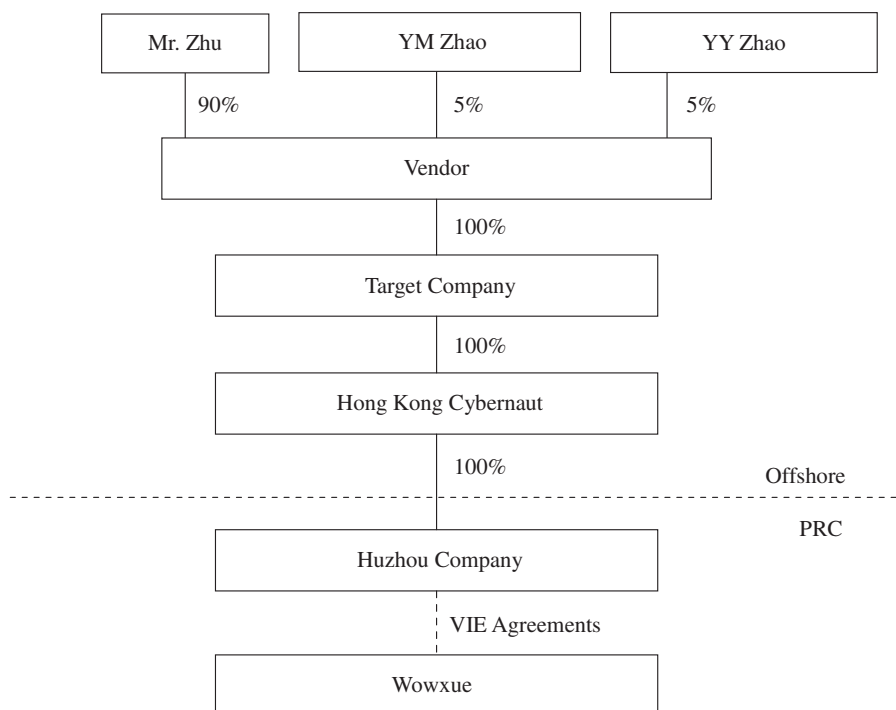 Mr. Zhu
YM Zhao
YY Zhao
90%
5%
5%
Vendor
100%
Target Company
100%
Hong Kong Cybernaut
100%
Offshore
PRC
Huzhou Company
VIE Agreements
Wowxue